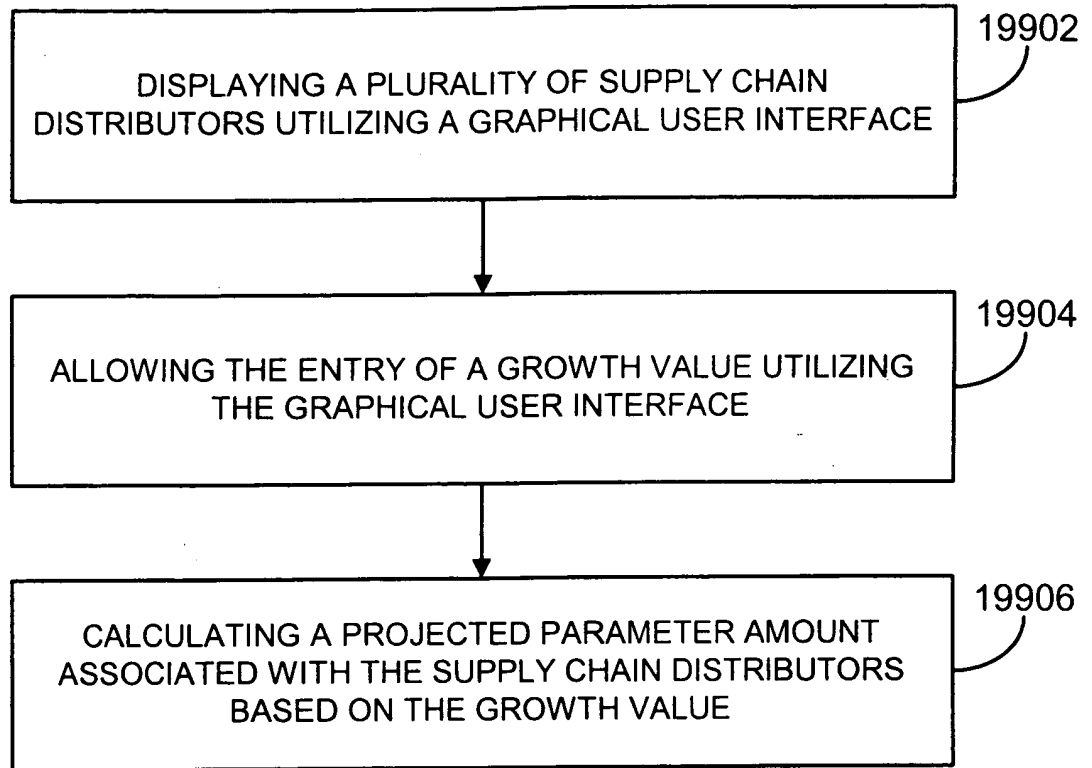 19902
DISPLAYING A PLURALITY OF SUPPLY CHAIN
DISTRIBUTORS UTILIZING A GRAPHICAL USER INTERFACE
19904
ALLOWING THE ENTRY OF A GROWTH VALUE UTILIZING
THE GRAPHICAL USER INTERFACE
19906
CALCULATING A PROJECTED PARAMETER AMOUNT
ASSOCIATED WITH THE SUPPLY CHAIN DISTRIBUTORS
BASED ON THE GROWTH VALUE